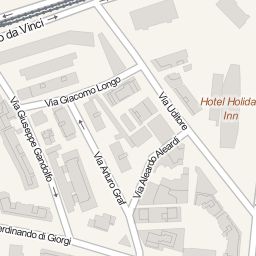 o da Vinci
Via Giacomo Longo
Via Giuseppe Gandolfo
Via Uditore
Hotel Holida
Inn
Via Arturo Graf
Via Aleardo Aleardi
erdinando di Giorgi